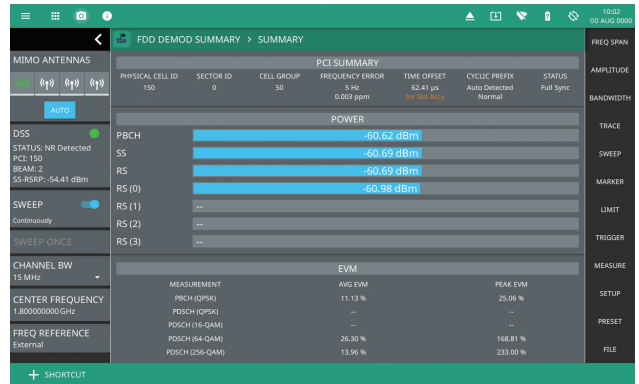 10:02
00 AUG 0000
FDD DEMOD SUMMARY > SUMMARY
FREQ SPAN
MIMO ANTENNAS
AUTO
DSS
STATUS: NR Detected
PCI: 150
BEAM: 2
SS-RSRP: -54.41 dBm
SWEEP
Continuously
SWEEP ONCE
CHANNEL BW
15 MHz
CENTER FREQUENCY
1.800000000 GHz
FREQ REFERENCE
External
PCI SUMMARY
PHYSICAL CELL ID SECTOR ID CELL GROUP FREQUENCY ERROR TIME OFFSET CYCLIC PREFIX STATUS
150 0 50 5 Hz 62.41 µs Auto Detected Full Sync
0.003 ppm Int Std Accy Normal
POWER
PBCH -60.62 dBm
SS -60.69 dBm
RS -60.69 dBm
RS (0) -60.98 dBm
RS (1) --
RS (2) --
RS (3) --
EVM
MEASUREMENT AVG EVM PEAK EVM
PBCH (QPSK) 11.13 % 25.06 %
PDSCH (QPSK) -- --
PDSCH (16-QAM) -- --
PDSCH (64-QAM) 26.30 % 168.81 %
PDSCH (256-QAM) 13.96 % 233.00 %
AMPLITUDE
BANDWIDTH
TRACE
SWEEP
MARKER
LIMIT
TRIGGER
MEASURE
SETUP
PRESET
FILE
+ SHORTCUT